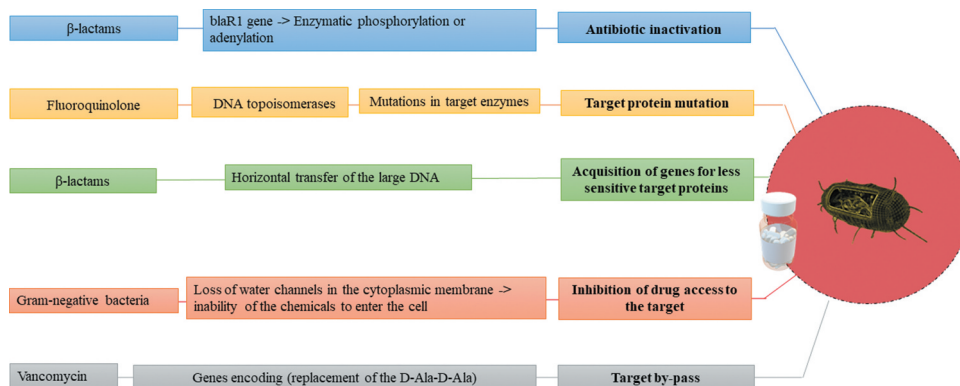 β-lactams
blaR1 gene -> Enzymatic phosphorylation or
adenylation
Antibiotic inactivation
Fluoroquinolone
DNA topoisomerases
Mutations in target enzymes
Target protein mutation
β-lactams
Horizontal transfer of the large DNA
Acquisition of genes for less
sensitive target proteins
Gram-negative bacteria
Loss of water channels in the cytoplasmic membrane ->
inability of the chemicals to enter the cell
Inhibition of drug access to
the target
Vancomycin
Genes encoding (replacement of the D-Ala-D-Ala)
Target by-pass